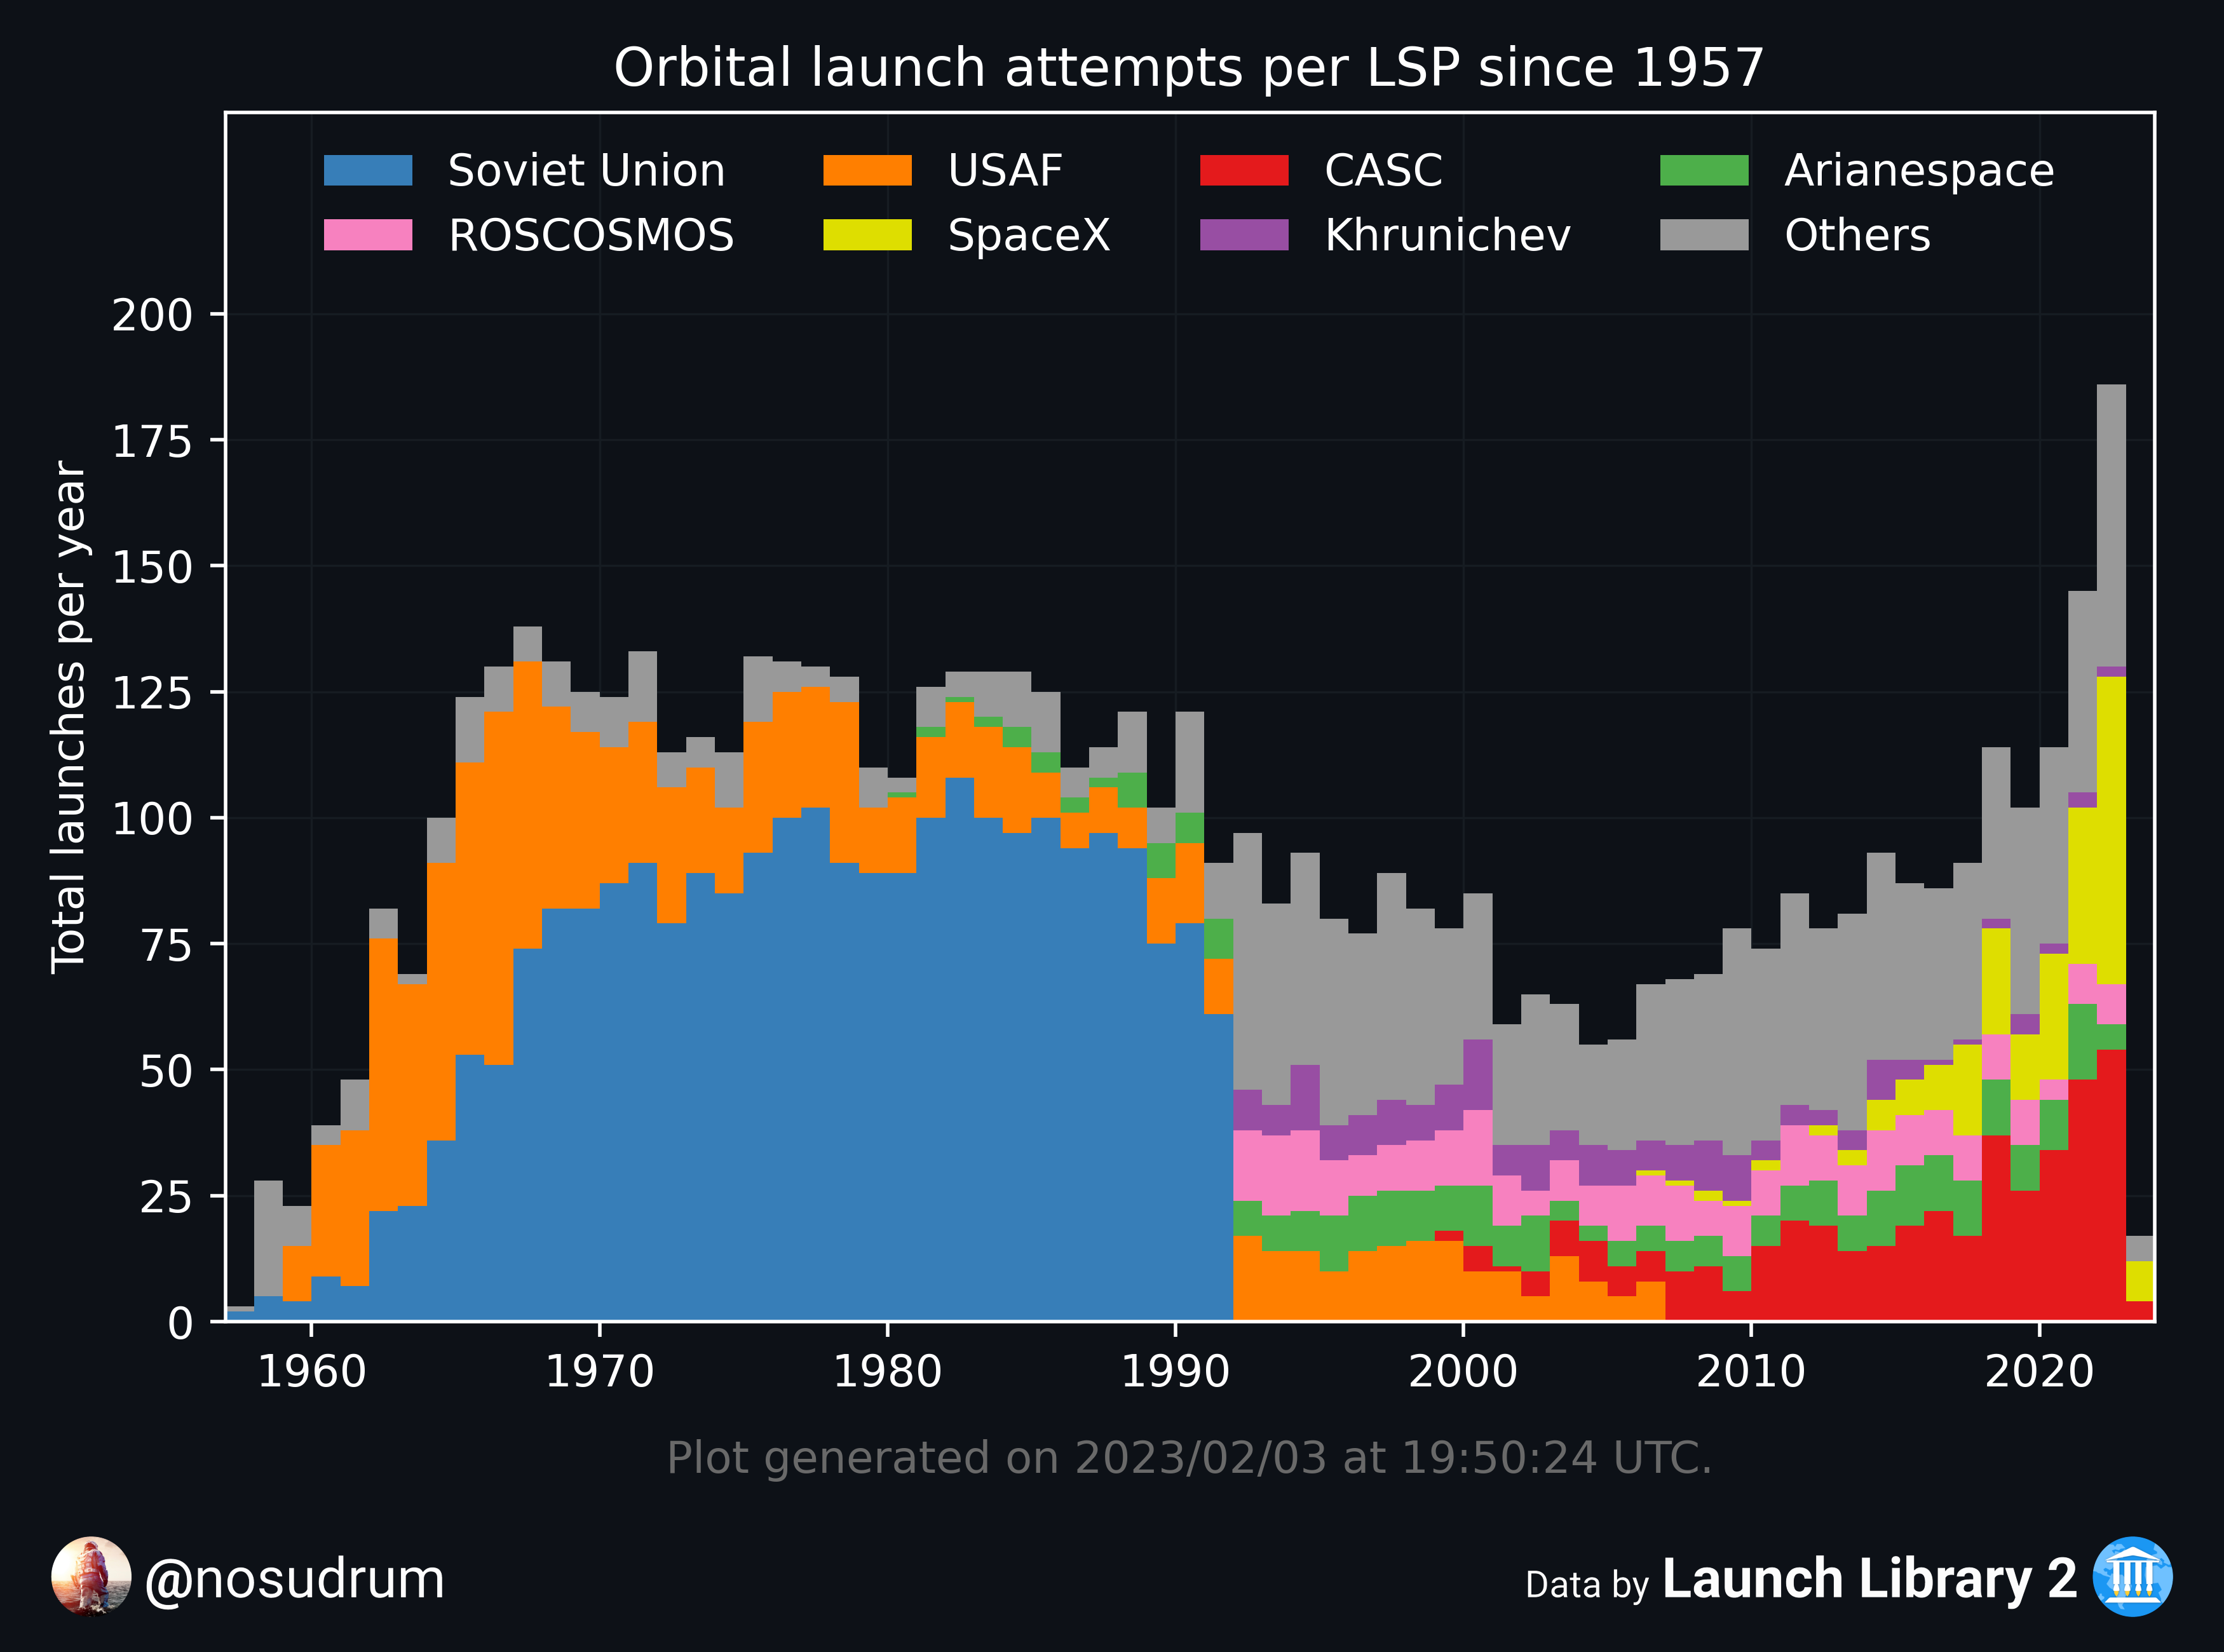 Orbital launch attempts per LSP since 1957
Soviet Union
USAF
CASC
Arianespace
ROSCOSMOS
SpaceX
Khrunichev
Others
Total launches per year
200
175
150
125
100
75
50
25
0
1960
1970
1980
1990
2000
2010
2020
Plot generated on 2023/02/03 at 19:50:24 UTC.
@nosudrum
Data by Launch Library 2